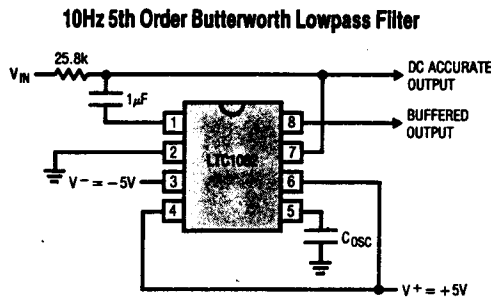 10Hz 5th Order Butterworth Lowpass Filter
25.8k
VIN
DC ACCURATE
OUTPUT
1μF
BUFFERED
OUTPUT
1
8
2
7
V⁻ = −5V
3
6
4
5
COSC
V⁺ = +5V